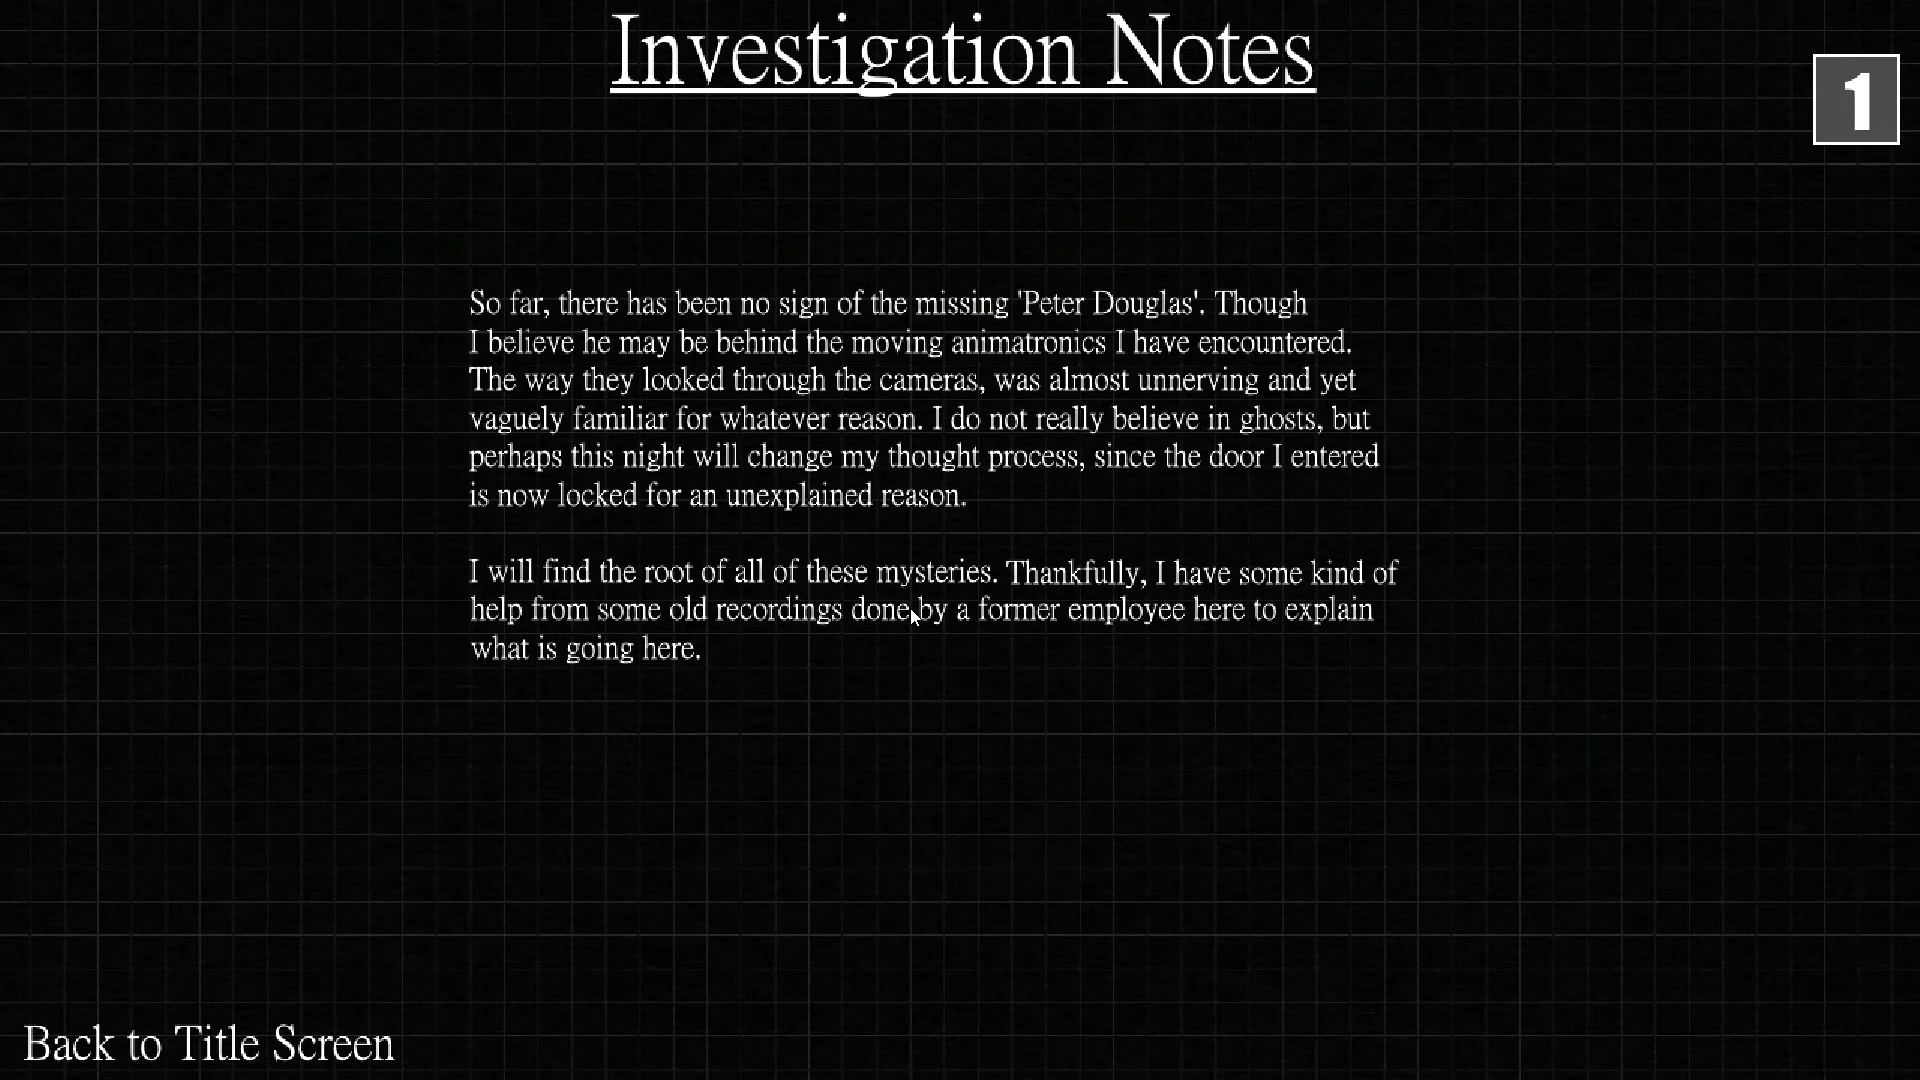 Investigation Notes
1
So far, there has been no sign of the missing 'Peter Douglas'. Though
I believe he may be behind the moving animatronics I have encountered.
The way they looked through the cameras, was almost unnerving and yet
vaguely familiar for whatever reason. I do not really believe in ghosts, but
perhaps this night will change my thought process, since the door I entered
is now locked for an unexplained reason.
I will find the root of all of these mysteries. Thankfully, I have some kind of
help from some old recordings done by a former employee here to explain
what is going here.
Back to Title Screen